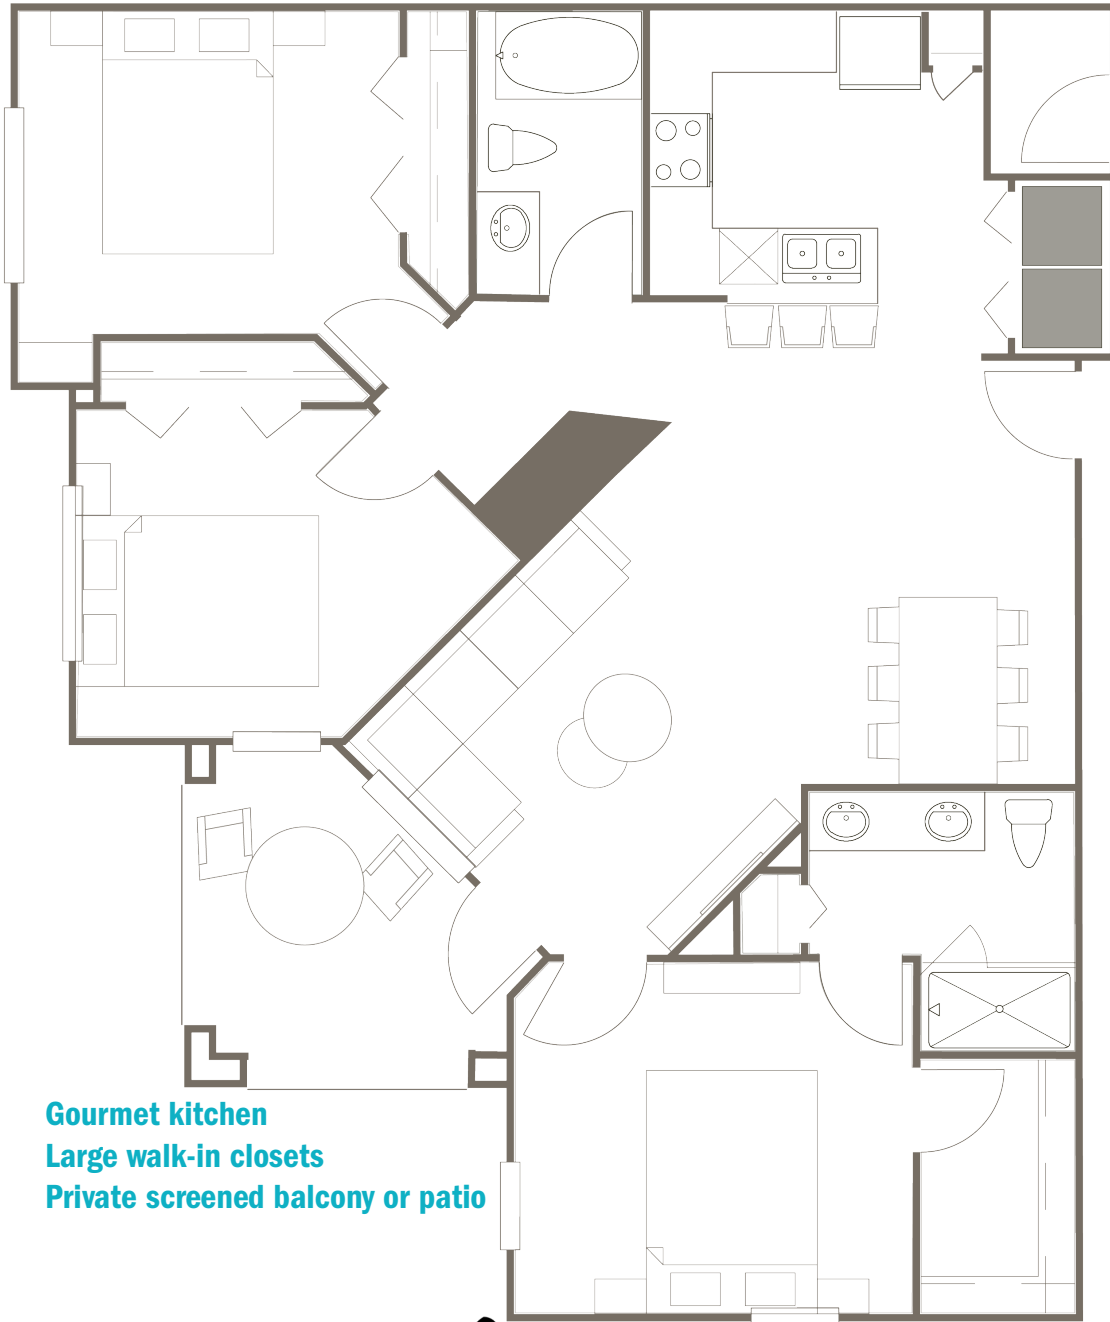 Gourmet kitchen
Large walk-in closets
Private screened balcony or patio